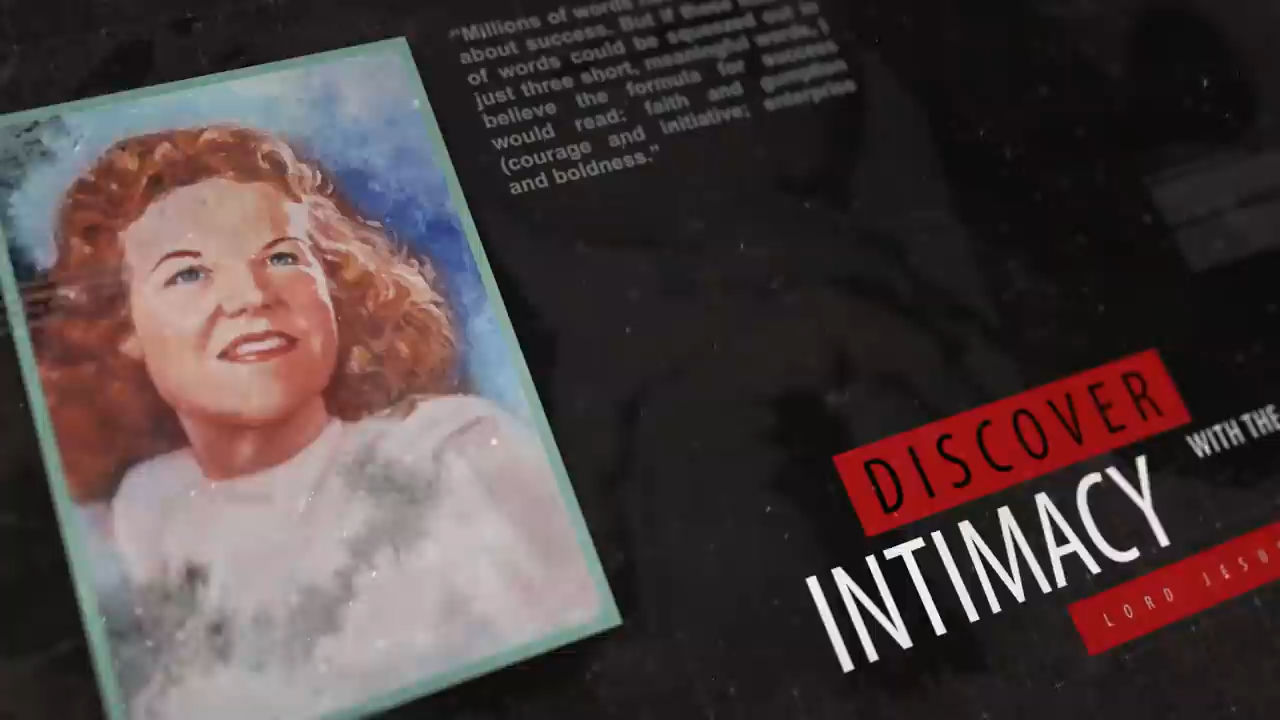 "Millions of words
about success. But if these
of words could be squeezed out in
just three short, meaningful words, I
believe the formula for success
would read: faith and gumption
(courage and initiative; enterprise
and boldness."
DISCOVER
INTIMACY
WITH THE
LORD JESUS